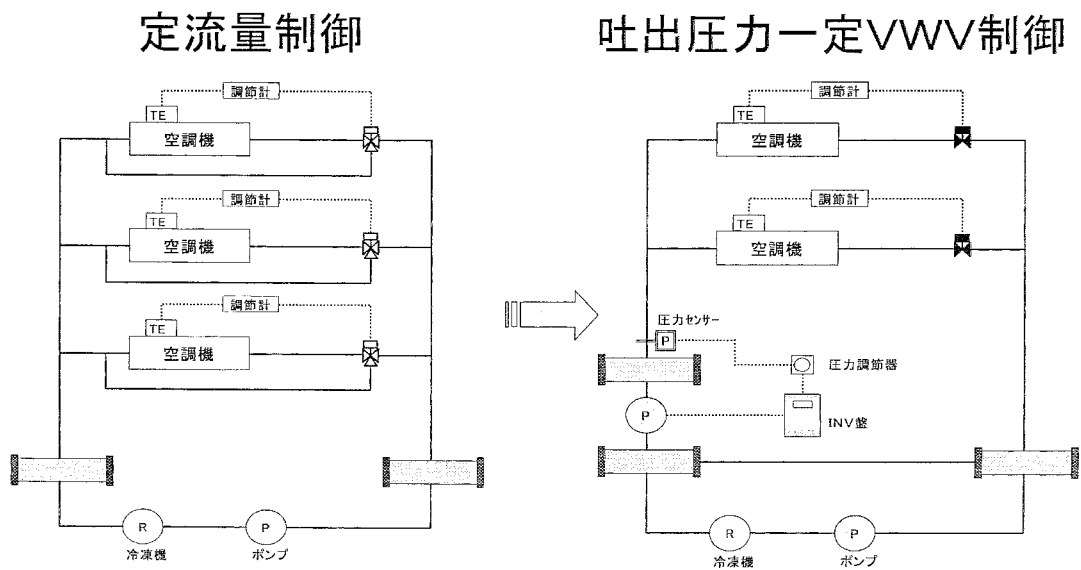 定流量制御
調節計
TE
空調機
調節計
TE
空調機
調節計
TE
空調機
R
冷凍機
P
ポンプ
吐出圧力一定VWV制御
調節計
TE
空調機
調節計
TE
空調機
圧力センサー
P
圧力調節器
P
INV盤
R
冷凍機
P
ポンプ